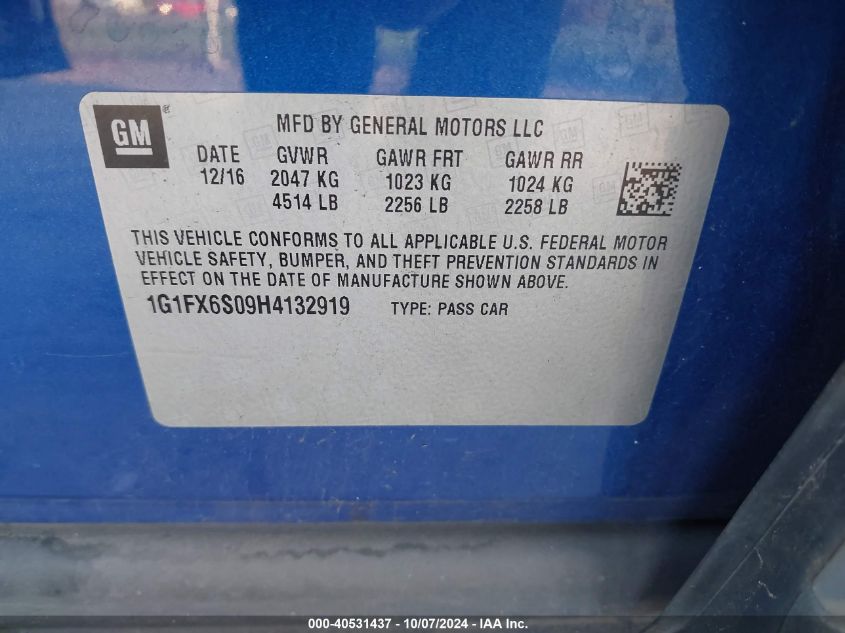 GM®
MFD BY GENERAL MOTORS LLC
DATE GVWR GAWR FRT GAWR RR
12/16 2047 KG 1023 KG 1024 KG
4514 LB 2256 LB 2258 LB
THIS VEHICLE CONFORMS TO ALL APPLICABLE U.S. FEDERAL MOTOR
VEHICLE SAFETY, BUMPER, AND THEFT PREVENTION STANDARDS IN
EFFECT ON THE DATE OF MANUFACTURE SHOWN ABOVE.
1G1FX6S09H4132919 TYPE: PASS CAR
000-40531437 - 10/07/2024 - IAA Inc.